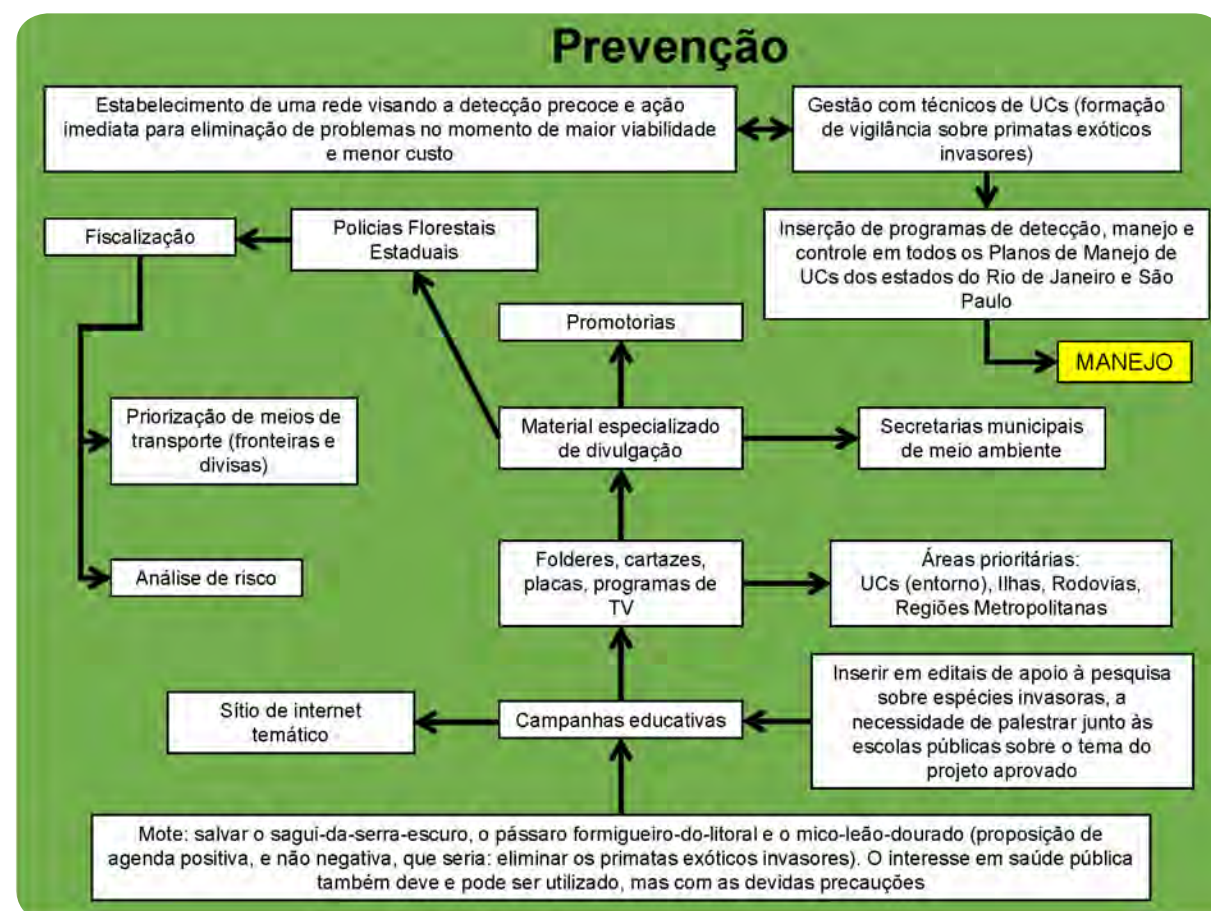 Prevenção
Estabelecimento de uma rede visando a detecção precoce e ação
imediata para eliminação de problemas no momento de maior viabilidade
e menor custo
Gestão com técnicos de UCs (formação
de vigilância sobre primatas exóticos
invasores)
Fiscalização
Policias Florestais
Estaduais
Inserção de programas de detecção, manejo e
controle em todos os Planos de Manejo de
UCs dos estados do Rio de Janeiro e São
Paulo
Promotorias
MANEJO
Priorização de meios de
transporte (fronteiras e
divisas)
Material especializado
de divulgação
Secretarias municipais
de meio ambiente
Análise de risco
Folderes, cartazes,
placas, programas de
TV
Áreas prioritárias:
UCs (entorno), Ilhas, Rodovias,
Regiões Metropolitanas
Sítio de internet
temático
Campanhas educativas
Inserir em editais de apoio à pesquisa
sobre espécies invasoras, a
necessidade de palestrar junto às
escolas públicas sobre o tema do
projeto aprovado
Mote: salvar o sagui-da-serra-escuro, o pássaro formigueiro-do-litoral e o mico-leão-dourado (proposição de
agenda positiva, e não negativa, que seria: eliminar os primatas exóticos invasores). O interesse em saúde pública
também deve e pode ser utilizado, mas com as devidas precauções